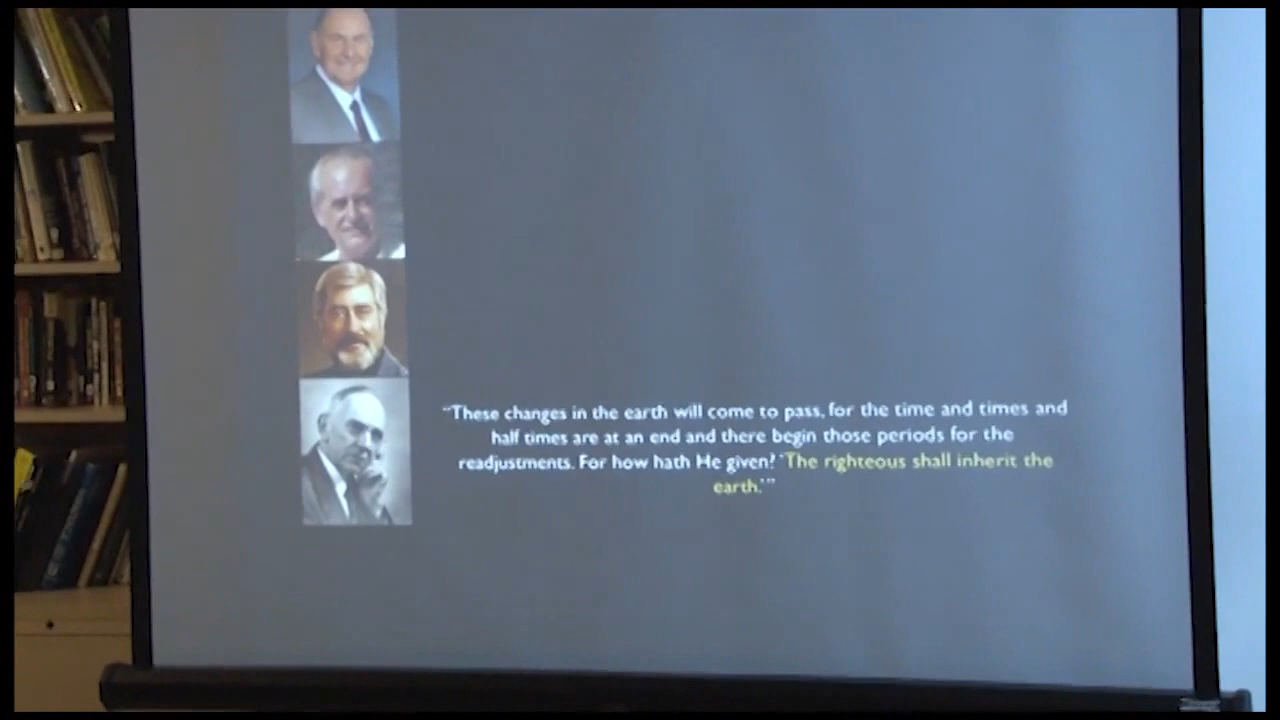 “These changes in the earth will come to pass, for the time and times and
half times are at an end and there begin those periods for the
readjustments. For how hath He given? ‘The righteous shall inherit the
earth.’”